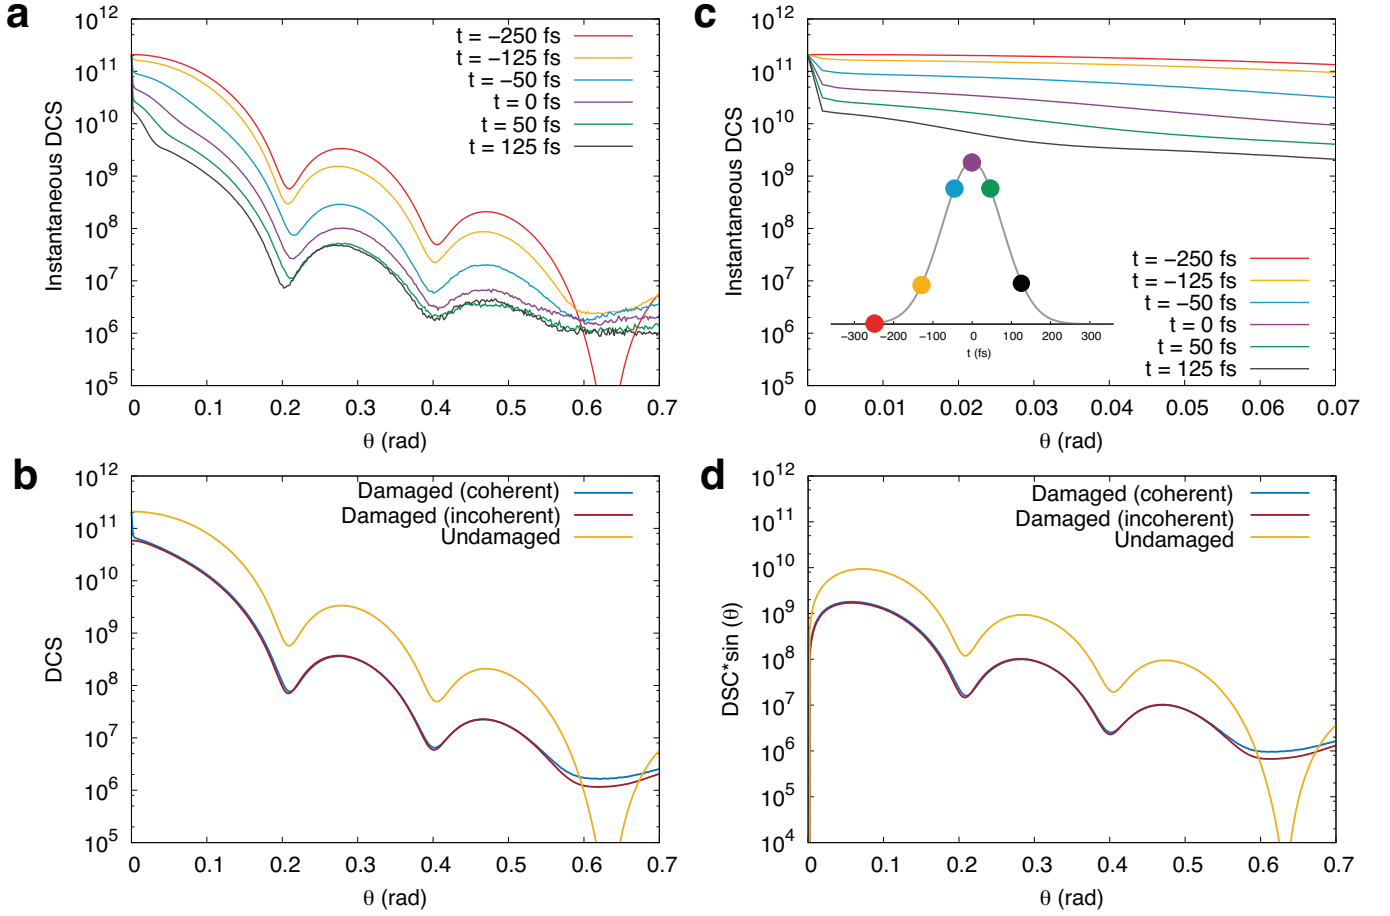 a
10^12
10^11
10^10
10^9
10^8
10^7
10^6
10^5
Instantaneous DCS
t = −250 fs
t = −125 fs
t = −50 fs
t = 0 fs
t = 50 fs
t = 125 fs
0 0.1 0.2 0.3 0.4 0.5 0.6 0.7
θ (rad)
c
10^12
10^11
10^10
10^9
10^8
10^7
10^6
10^5
Instantaneous DCS
−300 −200 −100 0 100 200 300
t (fs)
t = −250 fs
t = −125 fs
t = −50 fs
t = 0 fs
t = 50 fs
t = 125 fs
0 0.01 0.02 0.03 0.04 0.05 0.06 0.07
θ (rad)
b
10^12
10^11
10^10
10^9
10^8
10^7
10^6
10^5
DCS
Damaged (coherent)
Damaged (incoherent)
Undamaged
0 0.1 0.2 0.3 0.4 0.5 0.6 0.7
θ (rad)
d
10^12
10^11
10^10
10^9
10^8
10^7
10^6
10^5
10^4
DSC*sin (θ)
Damaged (coherent)
Damaged (incoherent)
Undamaged
0 0.1 0.2 0.3 0.4 0.5 0.6 0.7
θ (rad)